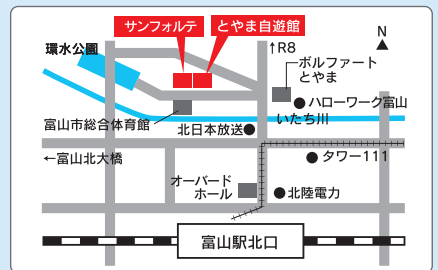 サンフォルテ
とやま自遊館
環水公園
↑R8
N
ボルファート
とやま
ハローワーク富山
いたち川
富山市総合体育館
北日本放送
←富山北大橋
タワー111
オーバード
ホール
北陸電力
富山駅北口